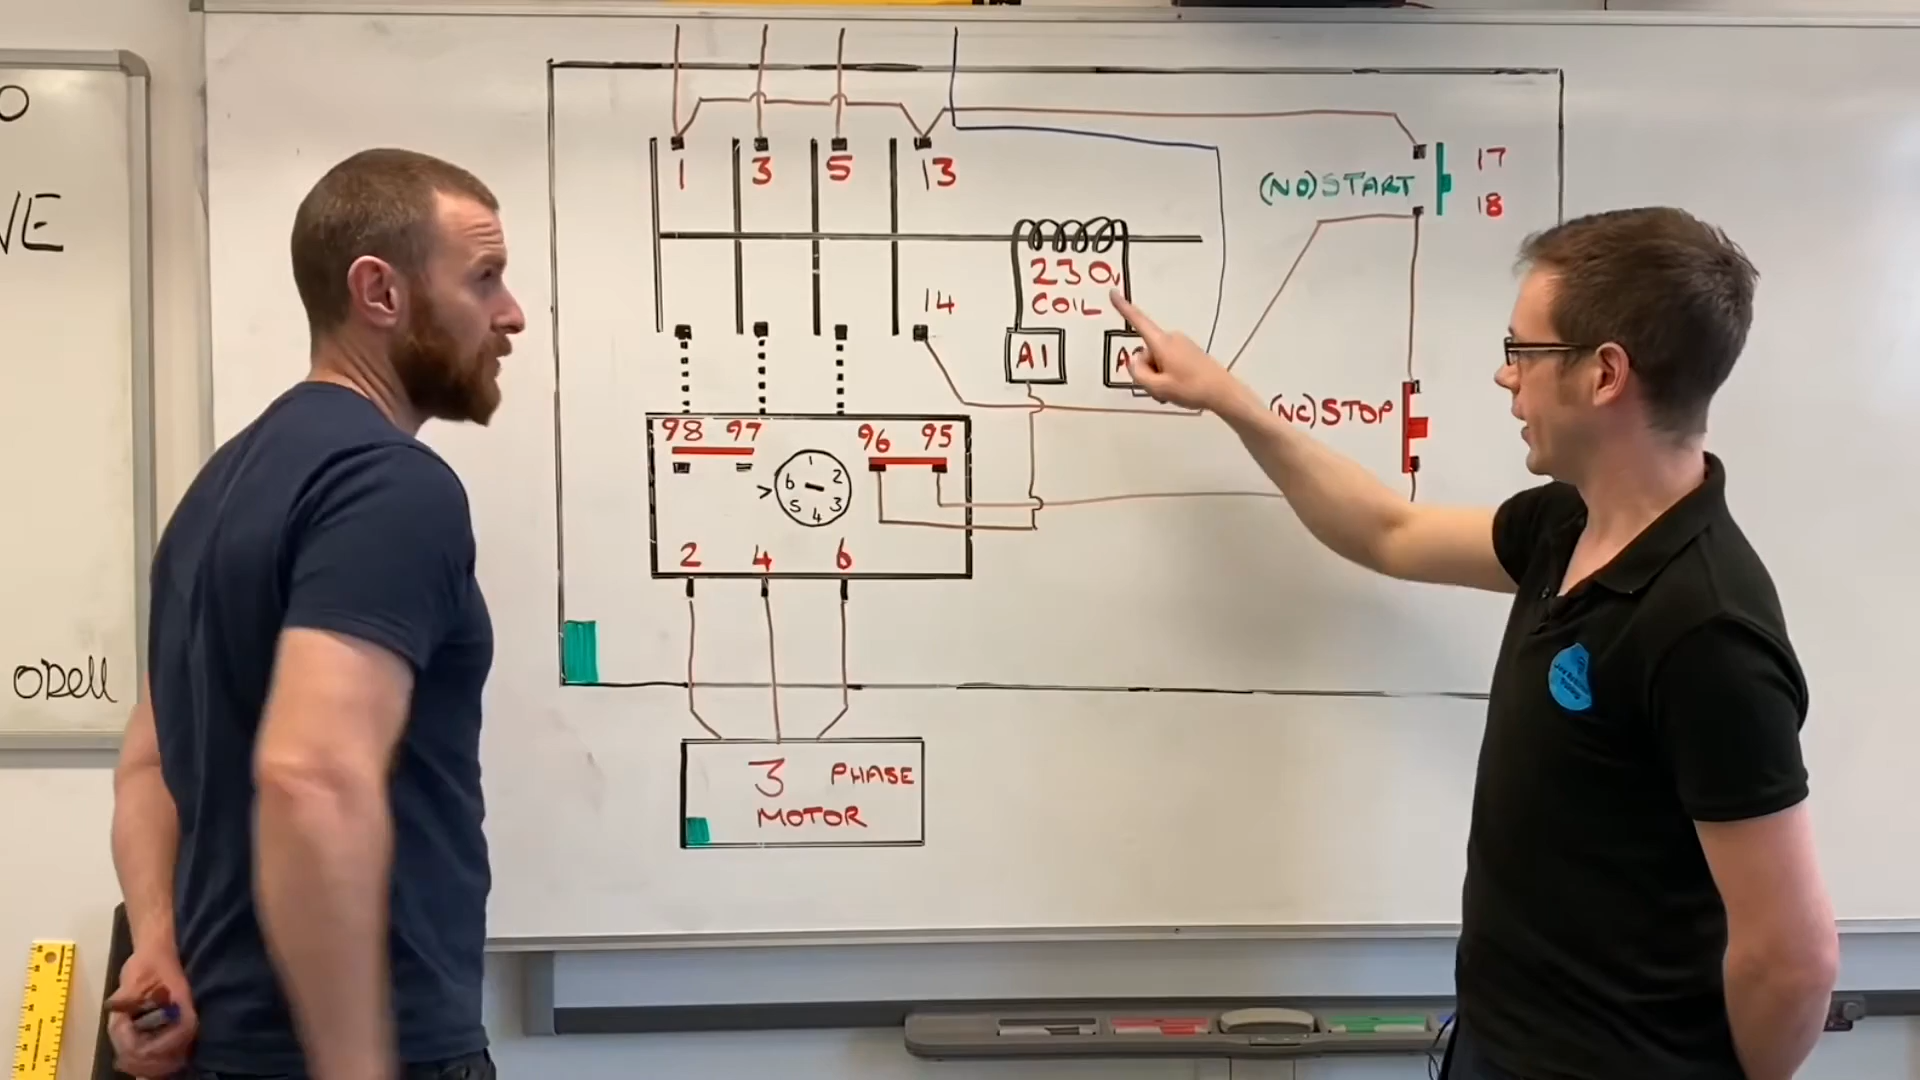 O
VE
ODell
1 3 5 13
(NO) START 17
18
230v
COIL
14
A1
(NC) STOP
98 97 96 95
1
2
3
4
5
6
>
2 4 6
3 PHASE
MOTOR